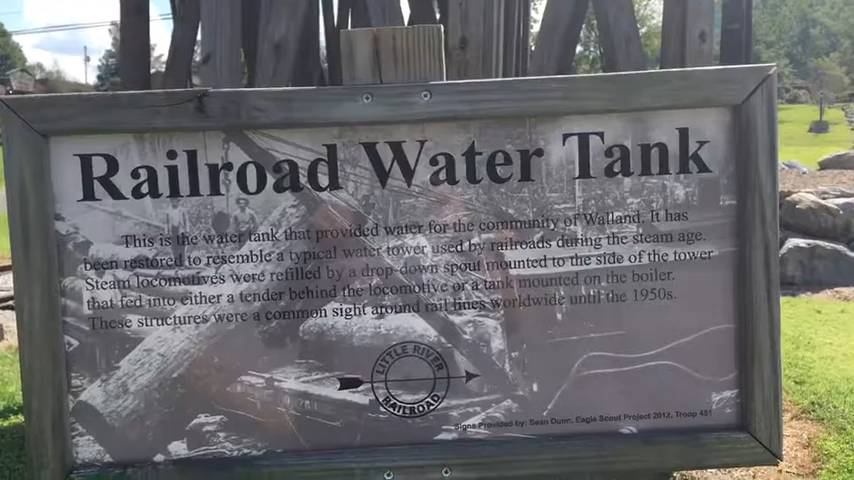 Railroad Water Tank
This is the water tank that provided water for the community of Walland. It has
been restored to resemble a typical water tower used by railroads during the steam age.
Steam locomotives were refilled by a drop-down spout mounted to the side of the tower
that fed into either a tender behind the locomotive or a tank mounted on the boiler.
These structures were a common sight around rail lines worldwide until the 1950s.
LITTLE RIVER
RAILROAD
Signs Provided by: Sean Dunn, Eagle Scout Project 2012, Troop 451